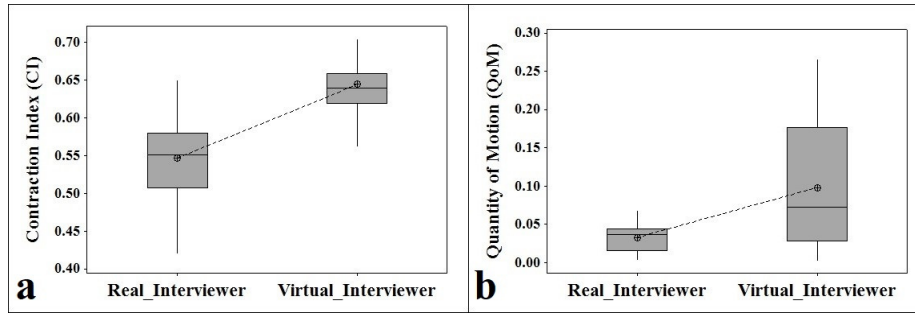 Contraction Index (CI)
0.70
0.65
0.60
0.55
0.50
0.45
0.40
Real_Interviewer
Virtual_Interviewer
a
Quantity of Motion (QoM)
0.30
0.25
0.20
0.15
0.10
0.05
0.00
Real_Interviewer
Virtual_Interviewer
b